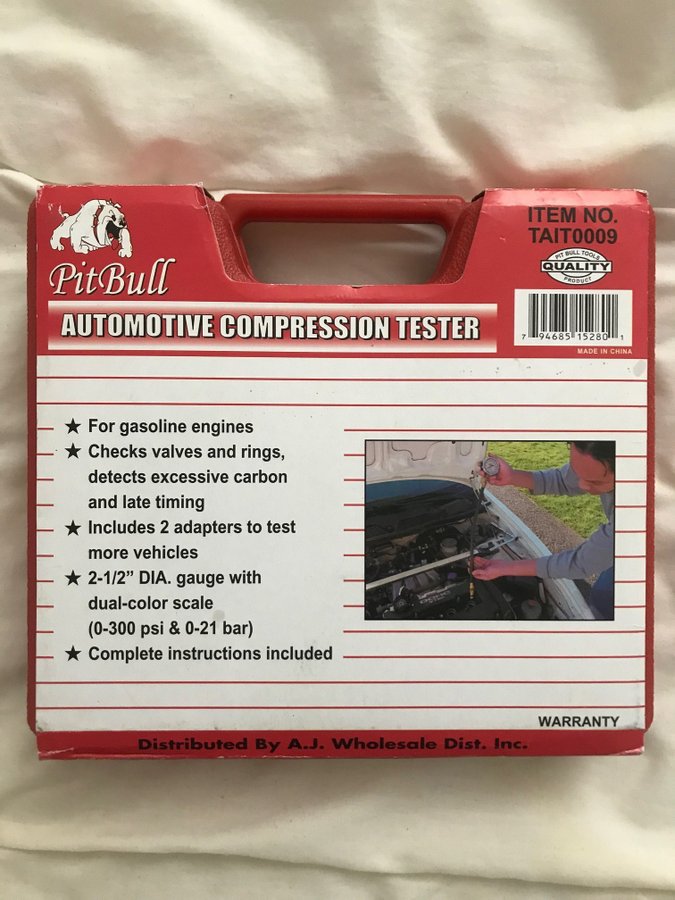 PitBull
ITEM NO.
TAIT0009
PIT BULL TOOLS
QUALITY
PRODUCT
AUTOMOTIVE COMPRESSION TESTER
7 94685 15280 1
MADE IN CHINA
★ For gasoline engines
★ Checks valves and rings,
detects excessive carbon
and late timing
★ Includes 2 adapters to test
more vehicles
★ 2-1/2” DIA. gauge with
dual-color scale
(0-300 psi & 0-21 bar)
★ Complete instructions included
WARRANTY
Distributed By A.J. Wholesale Dist. Inc.